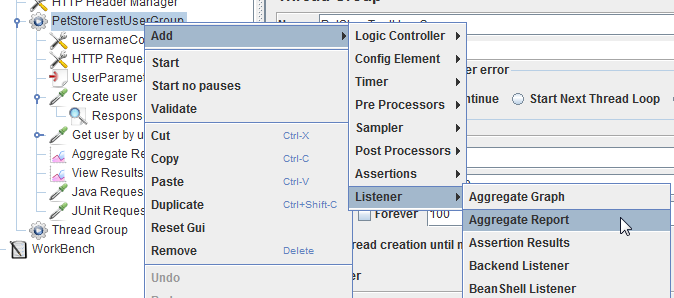 HTTP Header Manager
PetStoreTestUserGroup
usernameCo
HTTP Reque
UserParamet
Create user
Respons
Get user by u
Aggregate Re
View Results
Java Reques
JUnit Reques
Thread Group
WorkBench
Add
Start
Start no pauses
Validate
Cut Ctrl-X
Copy Ctrl-C
Paste Ctrl-V
Duplicate Ctrl+Shift-C
Reset Gui
Remove Delete
Undo
Logic Controller
Config Element
Timer
Pre Processors
Sampler
Post Processors
Assertions
Listener
er error
ntinue Start Next Thread Loop
Forever 100
read creation until n
er
Aggregate Graph
Aggregate Report
Assertion Results
Backend Listener
BeanShell Listener